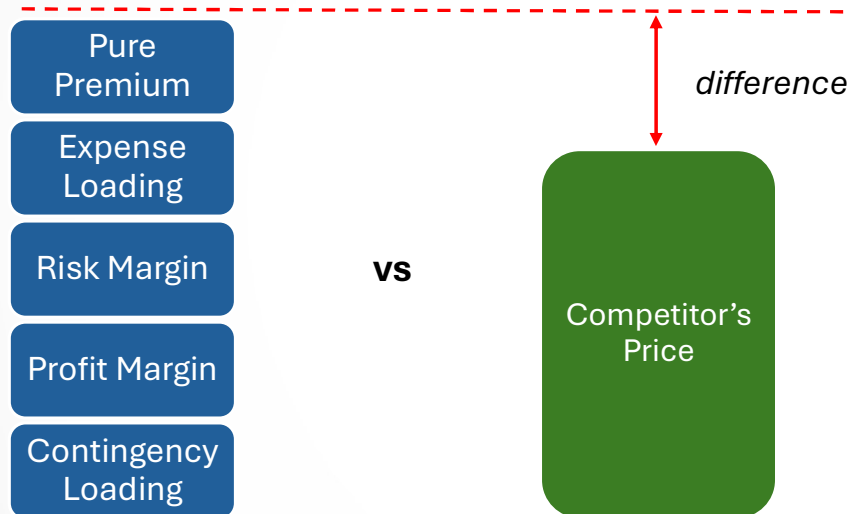 Pure
Premium
difference
Expense
Loading
Risk Margin
vs
Competitor’s
Price
Profit Margin
Contingency
Loading